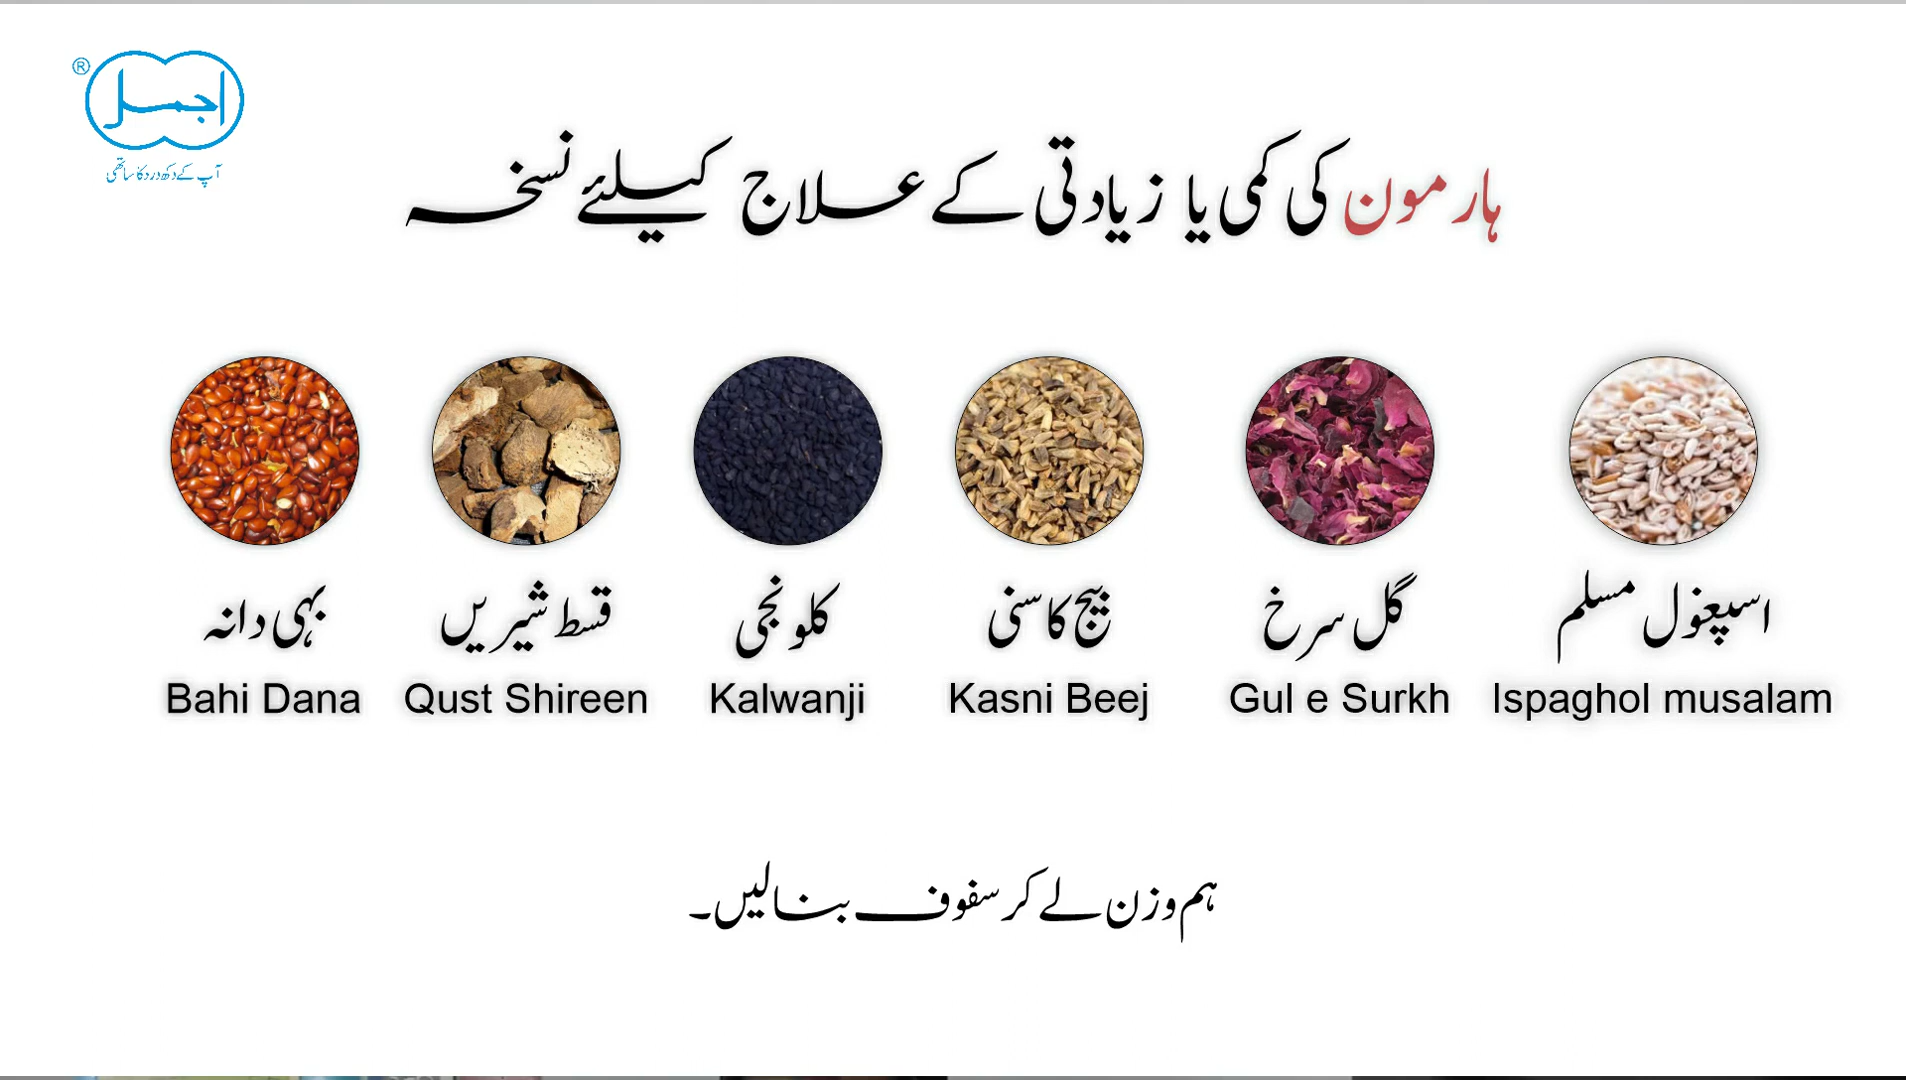 ®
اجمل
آپ کے دکھ درد کا ساتھی
ہارمون کی کمی یا زیادتی کے علاج کیلئے نسخہ
اسپغول مسلم
گل سرخ
بیج کاسنی
کلونجی
قسط شیریں
بہی دانہ
Bahi Dana
Qust Shireen
Kalwanji
Kasni Beej
Gul e Surkh
Ispaghol musalam
ہم وزن لے کر سفوف بنالیں۔